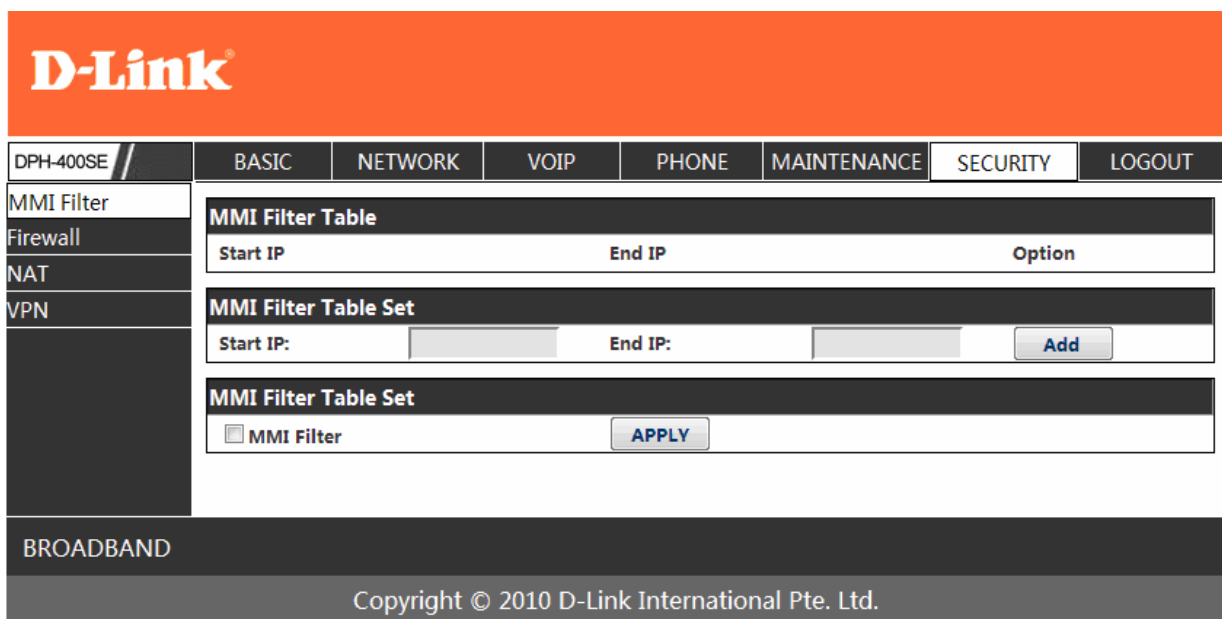 D-Link®
DPH-400SE BASIC NETWORK VOIP PHONE MAINTENANCE SECURITY LOGOUT
MMI Filter
Firewall
NAT
VPN
MMI Filter Table
Start IP End IP Option
MMI Filter Table Set
Start IP: End IP: Add
MMI Filter Table Set
MMI Filter APPLY
BROADBAND
Copyright © 2010 D-Link International Pte. Ltd.